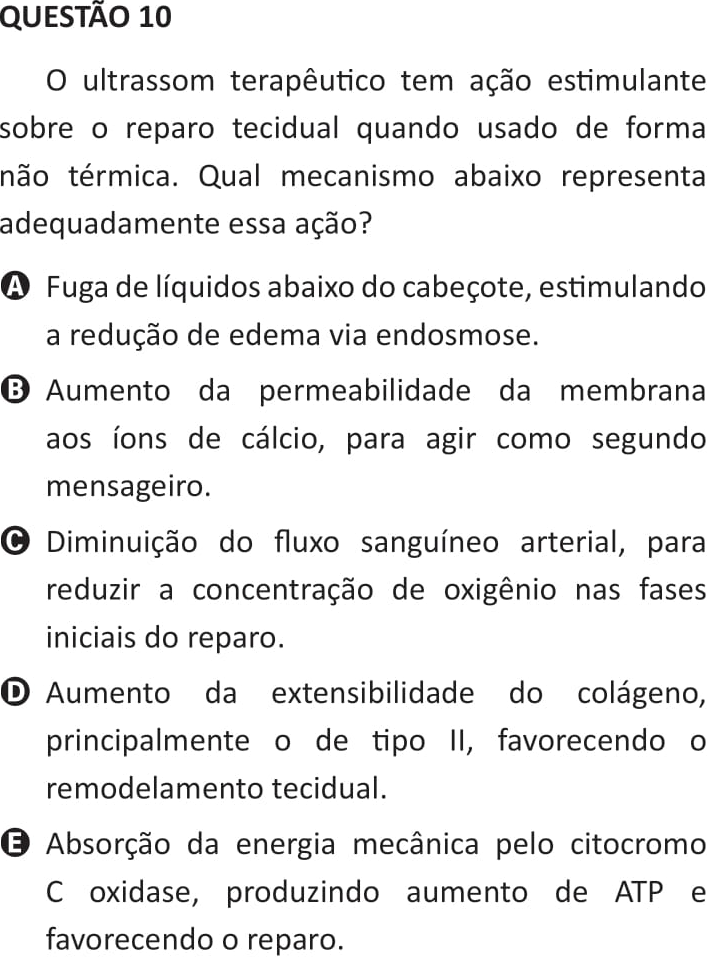 QUESTÃO 10
O ultrassom terapêutico tem ação estimulante
sobre o reparo tecidual quando usado de forma
não térmica. Qual mecanismo abaixo representa
adequadamente essa ação?
A Fuga de líquidos abaixo do cabeçote, estimulando
a redução de edema via endosmose.
B Aumento da permeabilidade da membrana
aos íons de cálcio, para agir como segundo
mensageiro.
C Diminuição do fluxo sanguíneo arterial, para
reduzir a concentração de oxigênio nas fases
iniciais do reparo.
D Aumento da extensibilidade do colágeno,
principalmente o de tipo II, favorecendo o
remodelamento tecidual.
E Absorção da energia mecânica pelo citocromo
C oxidase, produzindo aumento de ATP e
favorecendo o reparo.